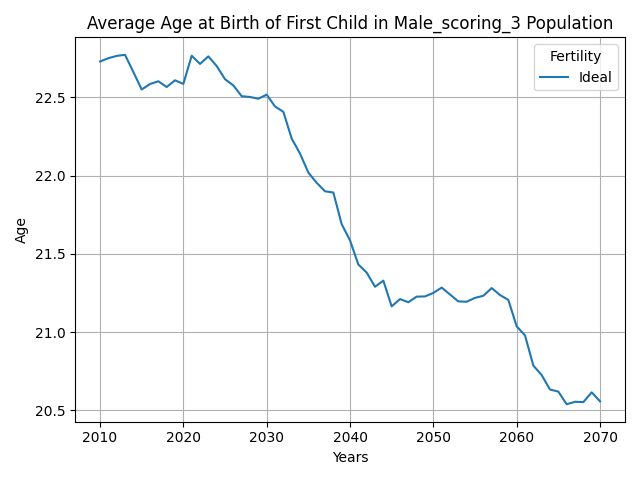 Average Age at Birth of First Child in Male_scoring_3 Population
Fertility
Ideal
Age
22.5
22.0
21.5
21.0
20.5
2010 2020 2030 2040 2050 2060 2070
Years